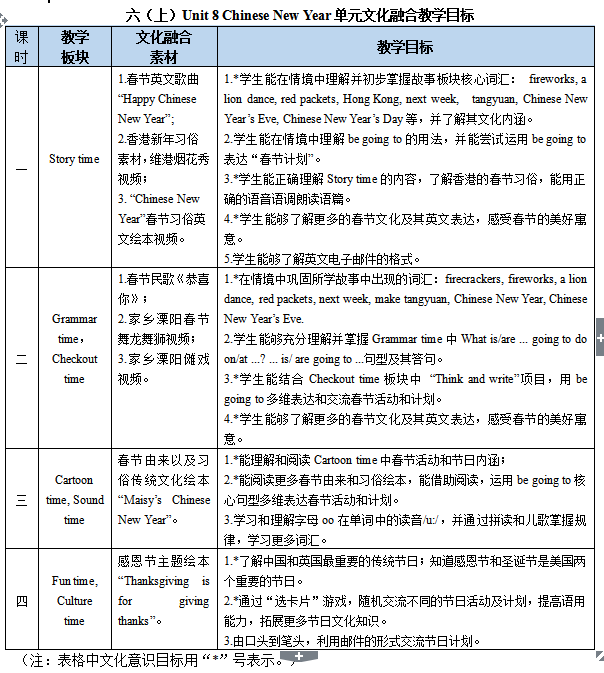 六（上）Unit 8 Chinese New Year 单元文化融合教学目标
课时
教学板块
文化融合素材
教学目标
一
Story time
1.春节英文歌曲
“Happy Chinese
New Year”;
2.香港新年习俗
素材，维港烟花秀
视频；
3. “Chinese New
Year”春节习俗英
文绘本视频。
1.*学生能在情境中理解并初步掌握故事板块核心词汇： fireworks, a
lion dance, red packets, Hong Kong, next week, tangyuan, Chinese New
Year’s Eve, Chinese New Year’s Day 等，并了解其文化内涵。
2.学生能在情境中理解 be going to 的用法，并能尝试运用 be going to
表达“春节计划”。
3.*学生能正确理解 Story time 的内容，了解香港的春节习俗，能用正
确的语音语调朗读语篇。
4.*学生能够了解更多的春节文化及其英文表达，感受春节的美好寓
意。
5.学生能够了解英文电子邮件的格式。
二
Grammar
time，
Checkout
time
1.春节民歌《恭喜
你》；
2.家乡溧阳春节
舞龙舞狮视频；
3.家乡溧阳傩戏
视频。
1.*在情境中巩固所学故事中出现的词汇：firecrackers, fireworks, a lion
dance, red packets, next week, make tangyuan, Chinese New Year, Chinese
New Year’s Eve.
2.学生能够充分理解并掌握 Grammar time 中 What is/are ... going to do
on/at ...? ... is/ are going to ...句型及其答句。
3.*学生能结合 Checkout time 板块中 “Think and write”项目，用 be
going to 多维表达和交流春节活动和计划。
4.*学生能够了解更多的春节文化及其英文表达，感受春节的美好寓
意。
三
Cartoon
time, Sound
time
春节由来以及习
俗传统文化绘本
“Maisy’s Chinese
New Year”。
1.*能理解和阅读 Cartoon time 中春节活动和节日内涵；
2.*能阅读更多春节由来和习俗绘本，能借助阅读，运用 be going to 核
心句型多维表达春节活动和计划。
3.学习和理解字母 oo 在单词中的读音/u:/，并通过拼读和儿歌掌握规
律，学习更多词汇。
四
Fun time,
Culture
time
感恩节主题绘本
“Thanksgiving is
for giving
thanks”。
1.*了解中国和英国最重要的传统节日；知道感恩节和圣诞节是美国两
个重要的节日。
2.*通过“选卡片”游戏，随机交流不同的节日活动及计划，提高语用
能力，拓展更多节日文化知识。
3.由口头到笔头，利用邮件的形式交流节日计划。
（注：表格中文化意识目标用“*”号表示。）